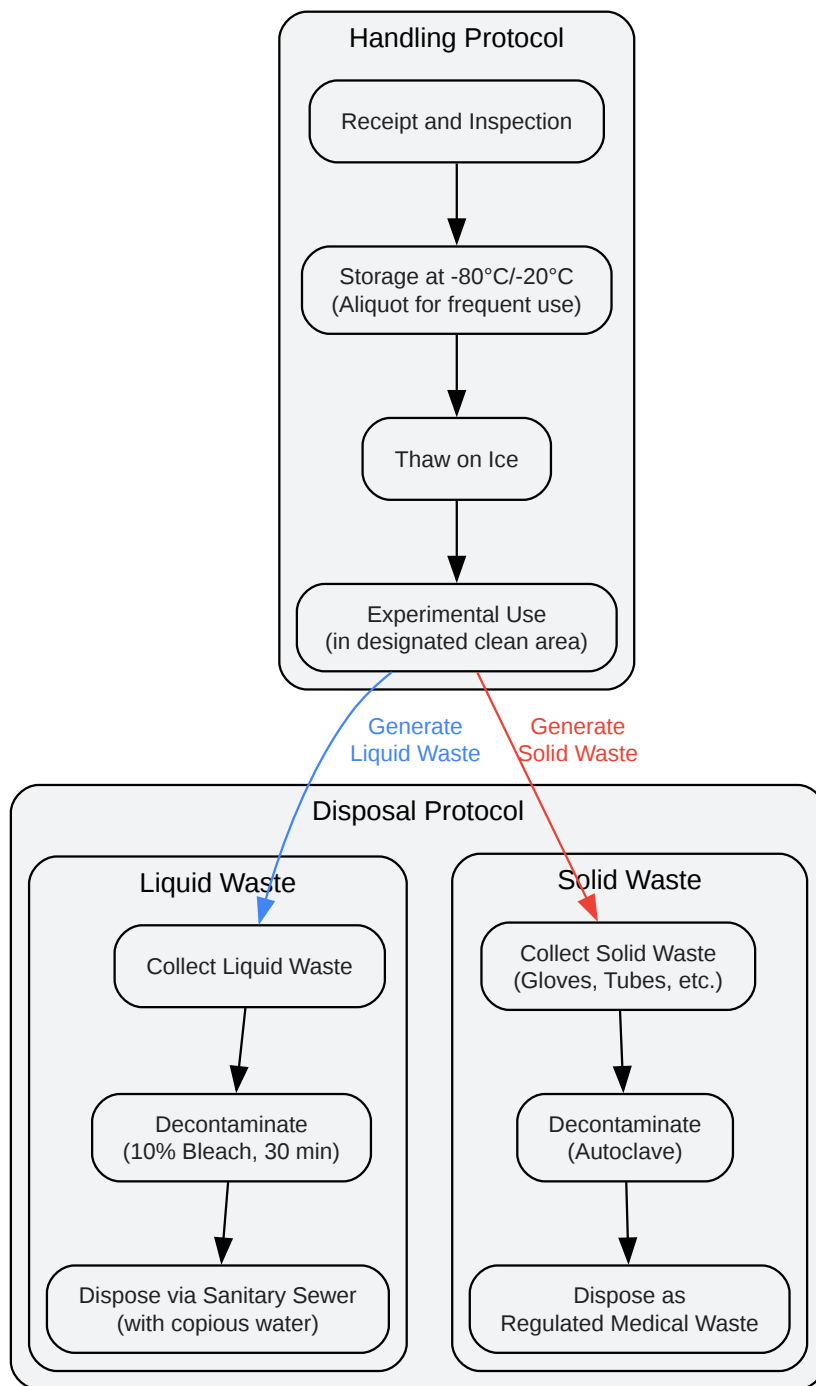 Handling Protocol
Receipt and Inspection
Storage at -80°C/-20°C
(Aliquot for frequent use)
Thaw on Ice
Experimental Use
(in designated clean area)
Generate
Liquid Waste
Generate
Solid Waste
Disposal Protocol
Liquid Waste
Collect Liquid Waste
Decontaminate
(10% Bleach, 30 min)
Dispose via Sanitary Sewer
(with copious water)
Solid Waste
Collect Solid Waste
(Gloves, Tubes, etc.)
Decontaminate
(Autoclave)
Dispose as
Regulated Medical Waste